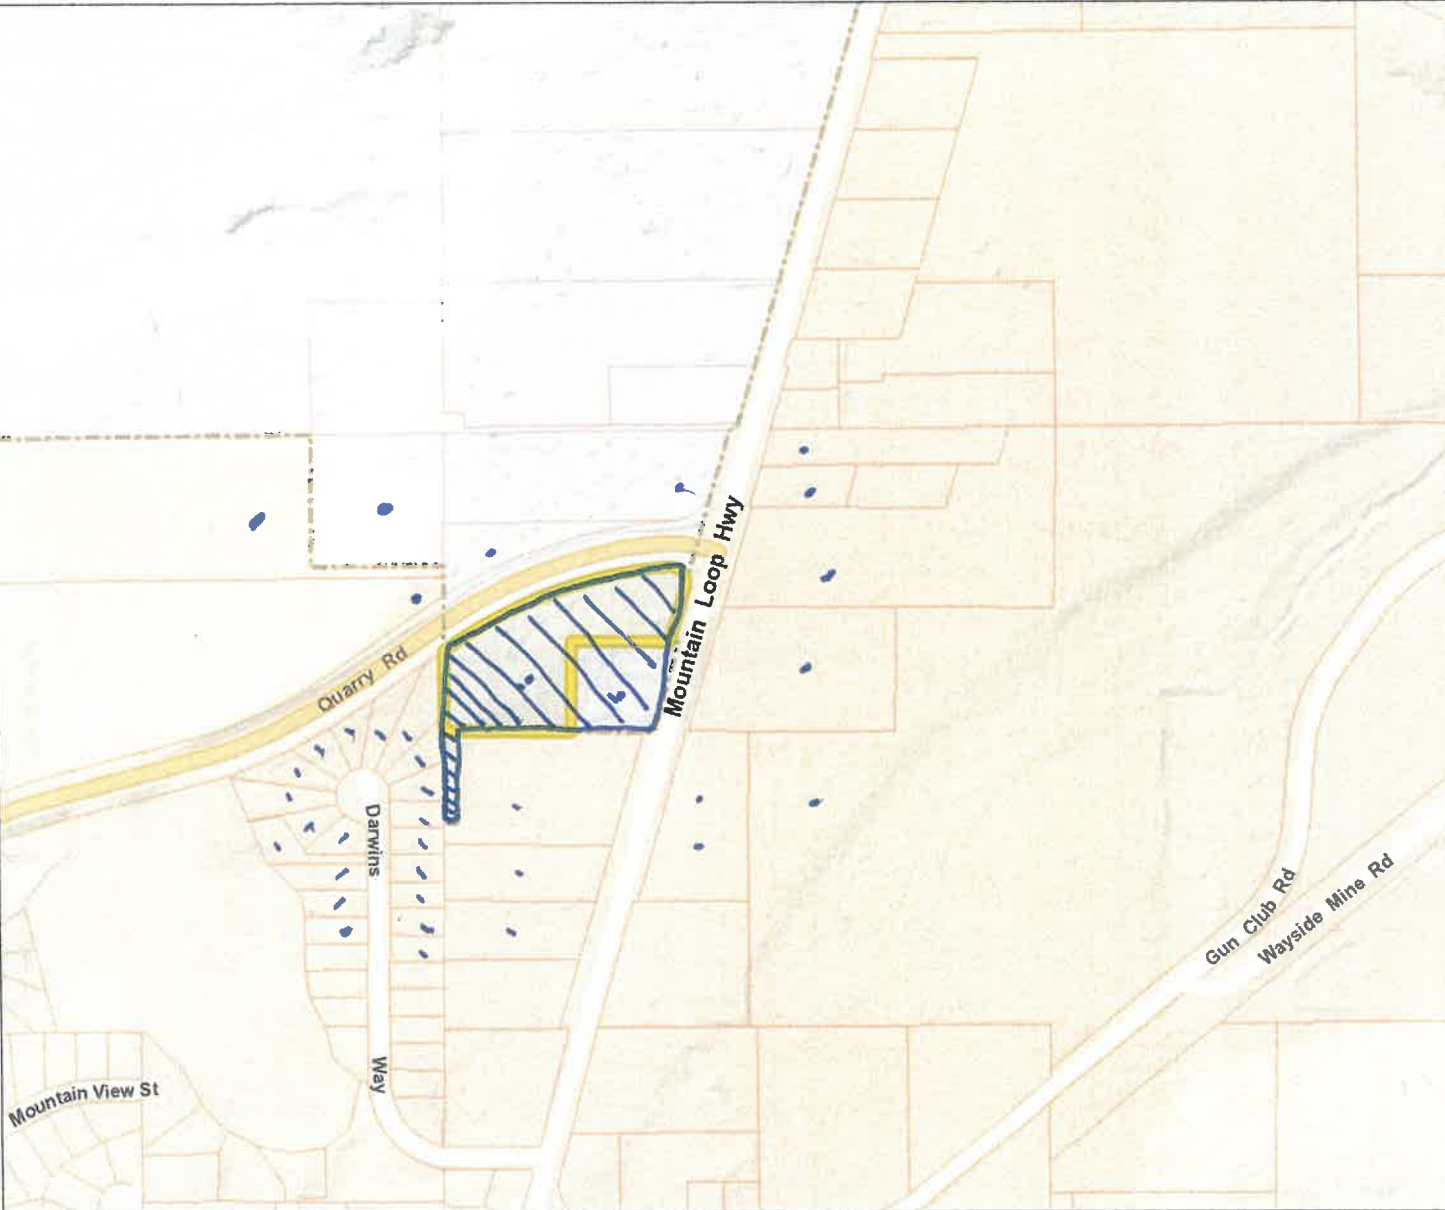 Mountain Loop Hwy
Quarry Rd
Darwins Way
Gun Club Rd
Wayside Mine Rd
Mountain View St